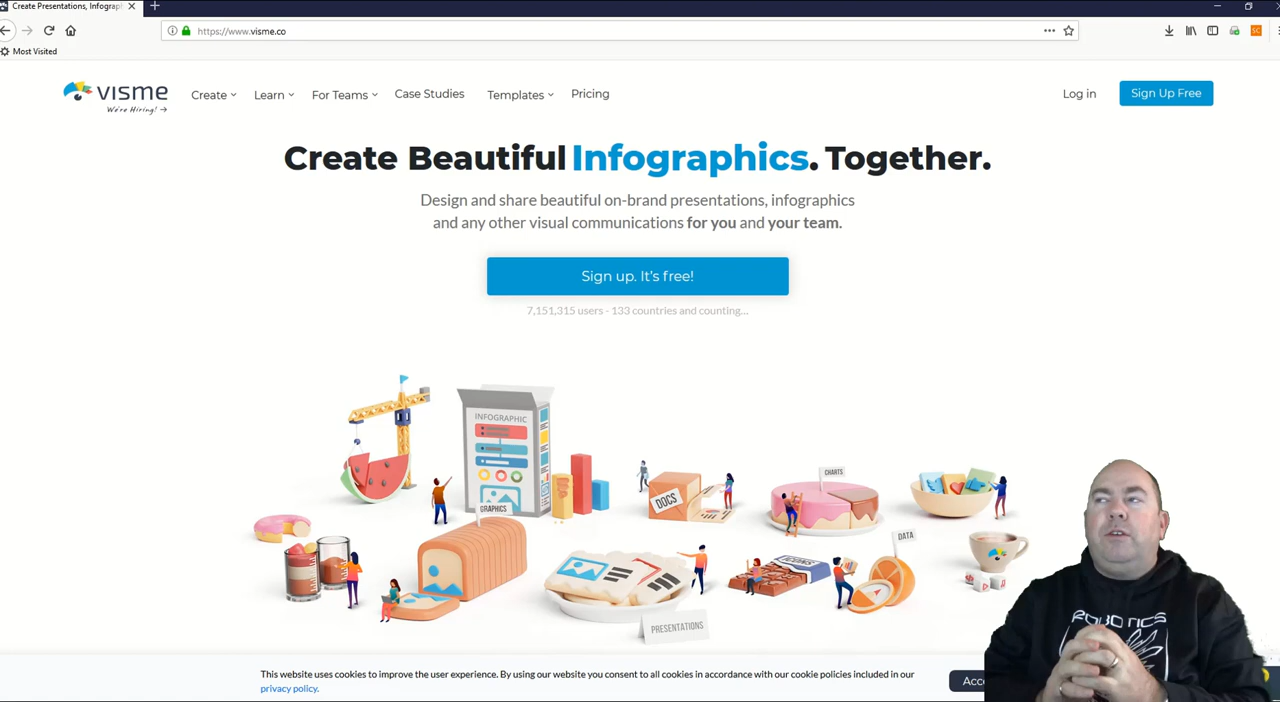 Create Presentations, Infograph
https://www.visme.co
SC
Most Visited
visme
We're Hiring!
Create
Learn
For Teams
Case Studies
Templates
Pricing
Log in
Sign Up Free
Create Beautiful Infographics. Together.
Design and share beautiful on-brand presentations, infographics
and any other visual communications for you and your team.
Sign up. It's free!
7,151,315 users - 133 countries and counting...
INFOGRAPHIC
CHARTS
DOCS
GRAPHICS
DATA
ICONS
PRESENTATIONS
ROBOTICS
This website uses cookies to improve the user experience. By using our website you consent to all cookies in accordance with our cookie policies included in our
privacy policy.